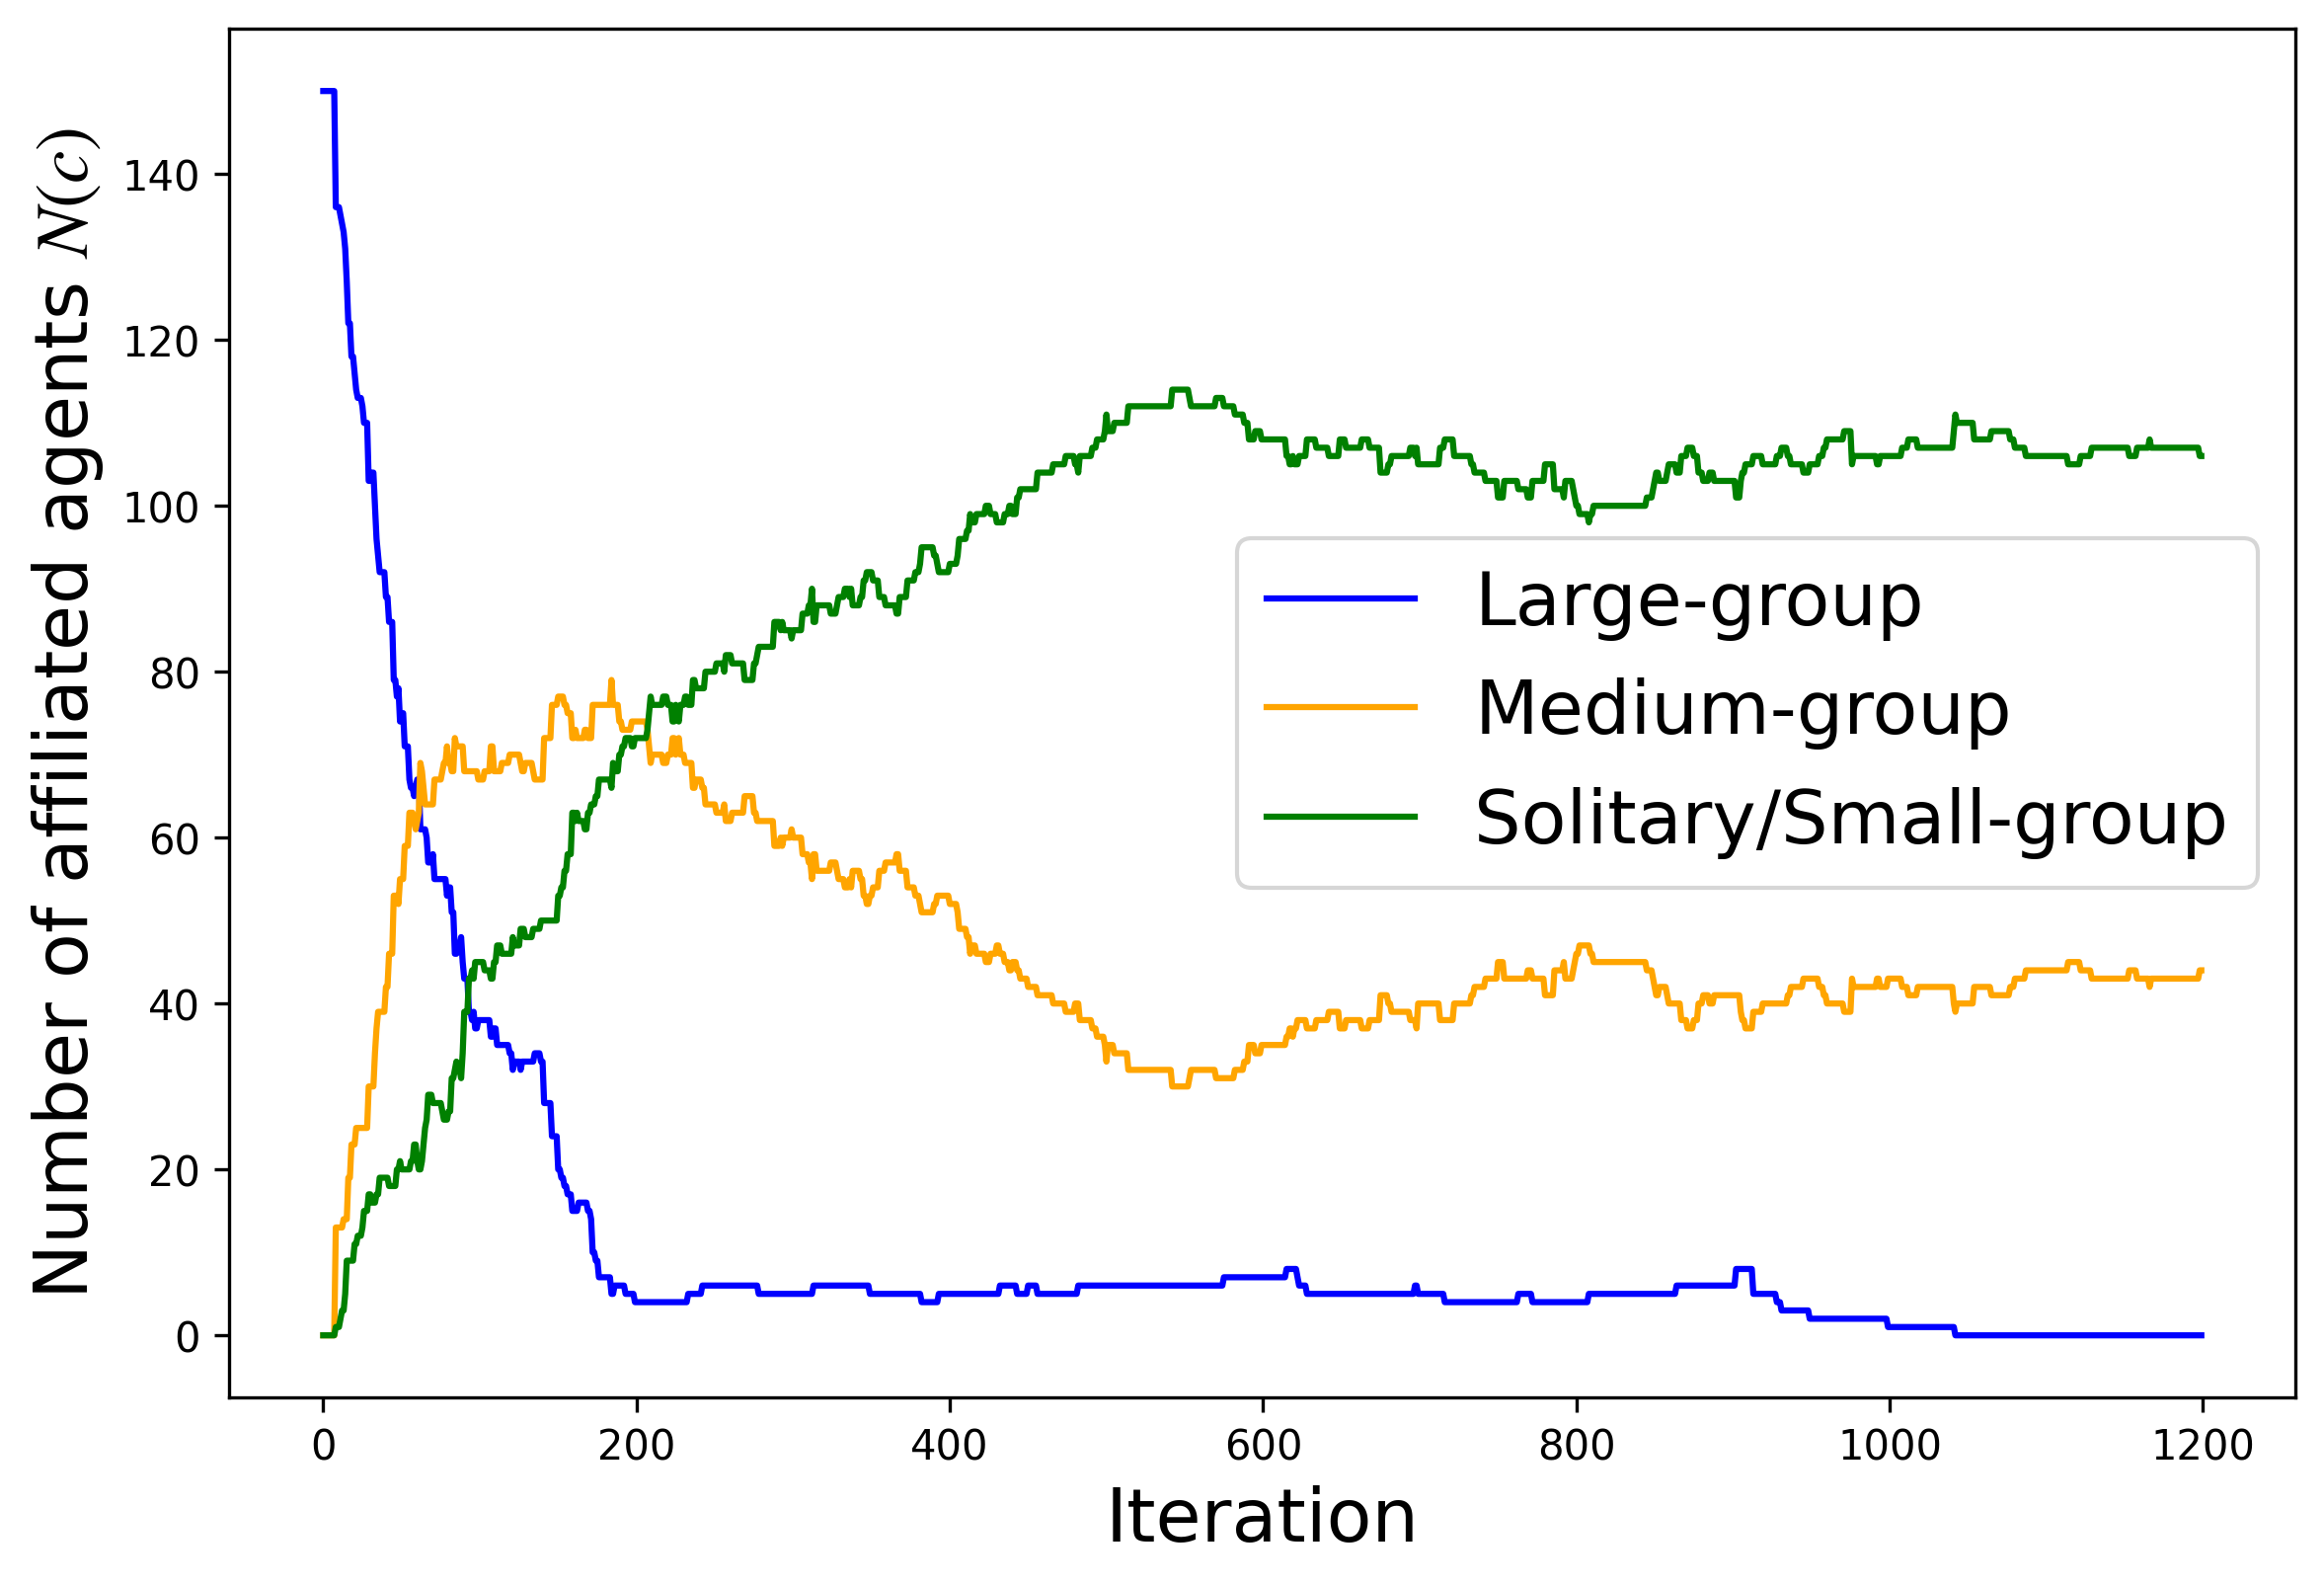 Number of affiliated agents N(c)
140
120
100
80
60
40
20
0
Large-group
Medium-group
Solitary/Small-group
0 200 400 600 800 1000 1200
Iteration